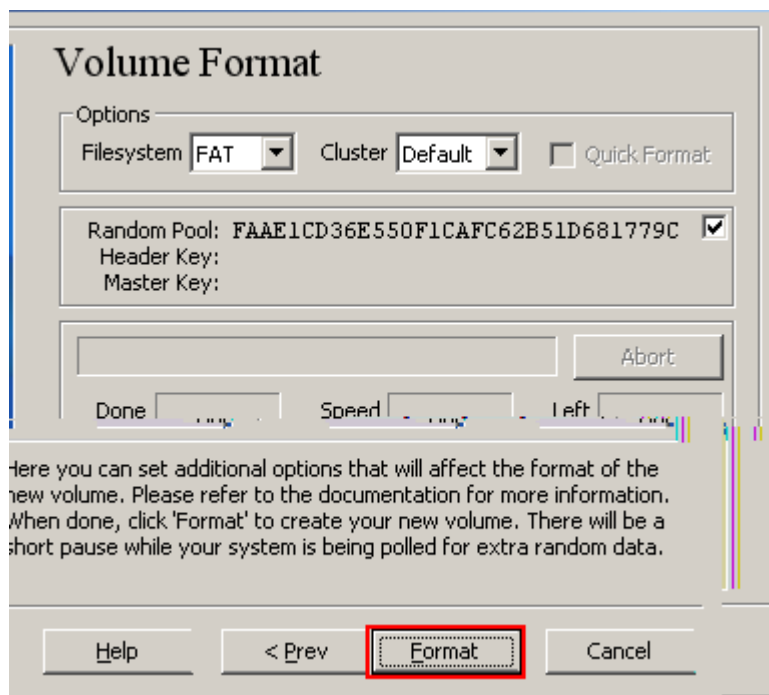 Volume Format
Options
Filesystem FAT Cluster Default Quick Format
Random Pool: FAAE1CD36E550F1CAFC62B51D681779C
Header Key:
Master Key:
Abort
Done Speed Left
Here you can set additional options that will affect the format of the
new volume. Please refer to the documentation for more information.
When done, click 'Format' to create your new volume. There will be a
short pause while your system is being polled for extra random data.
Help < Prev Format Cancel